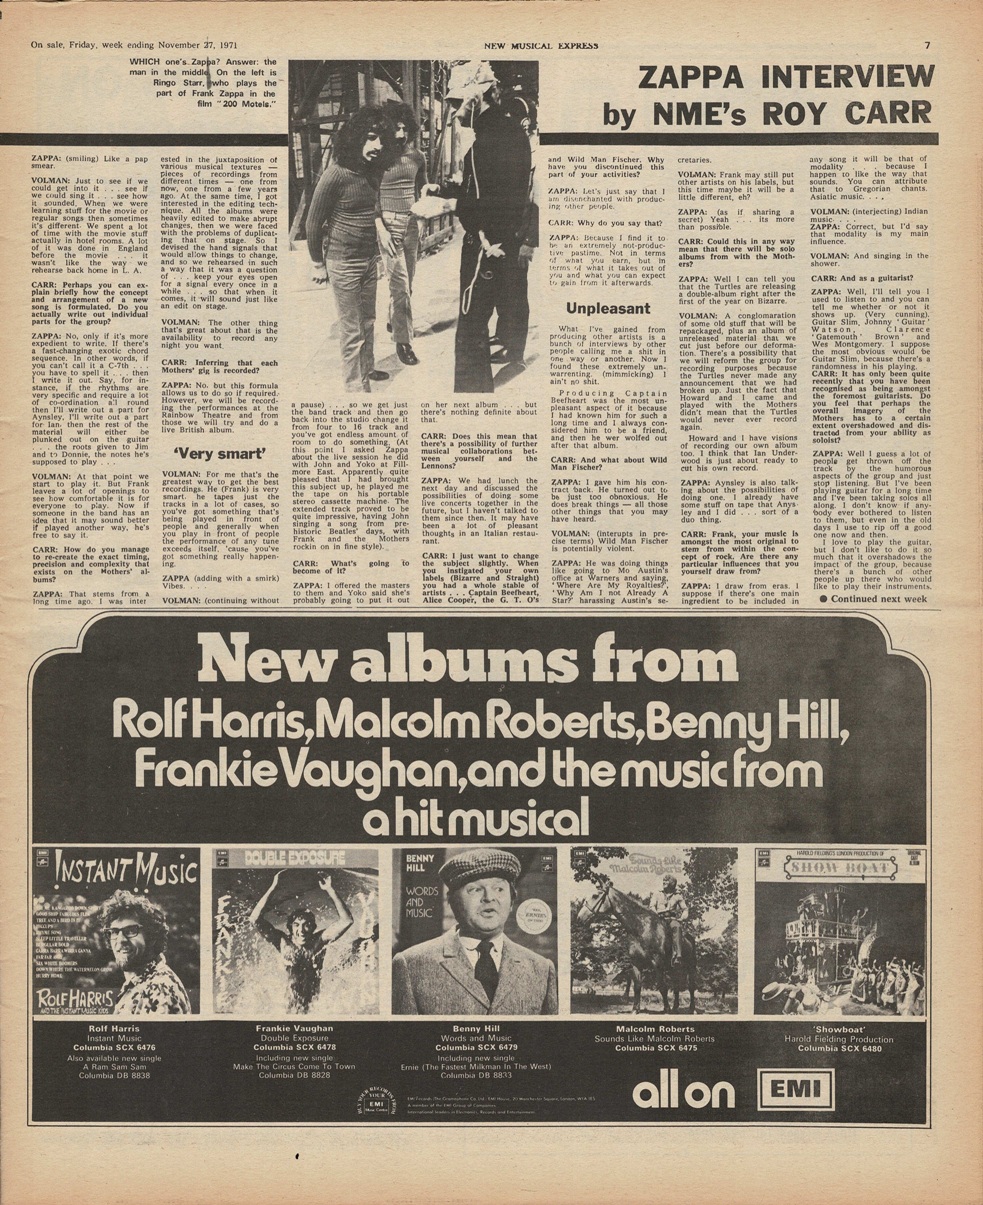 On sale, Friday, week ending November 27, 1971
NEW MUSICAL EXPRESS
7
WHICH one's Zappa? Answer: the
man in the middle. On the left is
Ringo Starr, who plays the
part of Frank Zappa in the
film "200 Motels."
ZAPPA INTERVIEW
by NME's ROY CARR
ZAPPA: (smiling) Like a pap
smear.
VOLMAN: Just to see if we
could get into it . . . see if
we could sing it . . . see how
it sounded. When we were
learning stuff for the movie or
regular songs then sometimes
it's different. We spent a lot
of time with the movie stuff
actually in hotel rooms. A lot
of it was done in England
before the movie . . . it
wasn't like the way we
rehearse back home in L. A.
CARR: Perhaps you can ex-
plain briefly how the concept
and arrangement of a new
song is formulated. Do you
actually write out individual
parts for the group?
ZAPPA: No, only if it's more
expedient to write. If there's
a fast-changing exotic chord
sequence. In other words, if
you can't call it a C-7th . . .
you have to spell it . . . then
I write it out. Say, for in-
stance, if the rhythms are
very specific and require a lot
of co-ordination all round
then I'll write out a part for
Aynsley, I'll write out a part
for Ian, then the rest of the
material will either be
plunked out on the guitar
or the roots given to Jim
and to Donnie, the notes he's
supposed to play . . .
VOLMAN: At that point we
start to play it. But Frank
leaves a lot of openings to
see how comfortable it is for
everyone to play. Now if
someone in the band has an
idea that it may sound better
if played another way, he's
free to say it.
CARR: How do you manage
to re-create the exact timing,
precision and complexity that
exists on the Mothers' al-
bums?
ZAPPA: That stems from a
long time ago. I was inter
ested in the juxtaposition of
various musical textures —
pieces of recordings from
different times — one from
now, one from a few years
ago. At the same time, I got
interested in the editing tech-
nique. All the albums were
heavily edited to make abrupt
changes, then we were faced
with the problems of duplicat-
ing that on stage. So I
devised the hand signals that
would allow things to change,
and so we rehearsed in such
a way that it was a question
of . . . keep your eyes open
for a signal every once in a
while . . . so that when it
comes, it will sound just like
an edit on stage.
VOLMAN: The other thing
that's great about that is the
availability to record any
night you want.
CARR: Inferring that each
Mothers' gig is recorded?
ZAPPA: No, but this formula
allows us to do so if required.
However, we will be record-
ing the performances at the
Rainbow Theatre and from
those we will try and do a
live British album.
'Very smart'
VOLMAN: For me that's the
greatest way to get the best
recordings. He (Frank) is very
smart, he tapes just the
tracks in a lot of cases, so
you've got something that's
being played in front of
people and generally when
you play in front of people
the performance of any tune
exceeds itself, 'cause you've
got something really happen-
ing.
ZAPPA (adding with a smirk)
Vibes.
VOLMAN: (continuing without
a pause) . . . so we get just
the band track and then go
back into the studio change it
from four to 16 track and
you've got endless amount of
room to do something. (At
this point I asked Zappa
about the live session he did
with John and Yoko at Fill-
more East. Apparently quite
pleased that I had brought
this subject up, he played me
the tape on his portable
stereo cassette machine. The
extended track proved to be
quite impressive, having John
singing a song from pre-
historic Beatles' days, with
Frank and the Mothers
rockin on in fine style).
CARR: What's going to
become of it?
ZAPPA: I offered the masters
to them and Yoko said she's
probably going to put it out
on her next album . . . but
there's nothing definite about
that.
CARR: Does this mean that
there's a possibility of further
musical collaborations bet-
ween yourself and the
Lennons?
ZAPPA: We had lunch the
next day and discussed the
possibilities of doing some
live concerts together in the
future, but I haven't talked to
them since then. It may have
been a lot of pleasant
thoughts in an Italian restau-
rant.
CARR: I just want to change
the subject slightly. When
you instigated your own
labels (Bizarre and Straight)
you had a whole stable of
artists . . . Captain Beefheart,
Alice Cooper, the G. T. O's
and Wild Man Fischer. Why
have you discontinued this
part of your activities?
ZAPPA: Let's just say that I
am disenchanted with produc-
ing other people.
CARR: Why do you say that?
ZAPPA: Because I find it to
be an extremely not-produc-
tive pastime. Not in terms
of what you earn, but in
terms of what it takes out of
you and what you can expect
to gain from it afterwards.
Unpleasant
What I've gained from
producing other artists is a
bunch of interviews by other
people calling me a shit in
one way or another. Now I
found these extremely un-
warrenting. (mimmicking) I
ain't no shit.
Producing Captain
Beefheart was the most un-
pleasant aspect of it because
I had known him for such a
long time and I always con-
sidered him to be a friend,
and then he wer wolfed out
after that album.
CARR: And what about Wild
Man Fischer?
ZAPPA: I gave him his con-
tract back. He turned out to
be just too obnoxious. He
does break things — all those
other things that you may
have heard.
VOLMAN: (interrupts in pre-
cise terms) Wild Man Fischer
is potentially violent.
ZAPPA: He was doing things
like going to Mo Austin's
office at Warners and saying,
'Where Are My Royalties?',
'Why Am I not Already A
Star?' harassing Austin's se-
cretaries.
VOLMAN: Frank may still put
other artists on his labels, but
this time maybe it will be a
little different, eh?
ZAPPA: (as if sharing a
secret) Yeah . . . its more
than possible.
CARR: Could this in any way
mean that there will be solo
albums from with the Moth-
ers?
ZAPPA: Well I can tell you
that the Turtles are releasing
a double-album right after the
first of the year on Bizarre.
VOLMAN: A conglomeration
of some old stuff that will be
repackaged, plus an album of
unreleased material that we
cut just before our deforma-
tion. There's a possibility that
we will reform the group for
recording purposes because
the Turtles never made any
announcement that we had
broken up. Just the fact that
Howard and I came and
played with the Mothers
didn't mean that the Turtles
would never ever record
again.
Howard and I have visions
of recording our own album
too. I think that Ian Under-
wood is just about ready to
cut his own record.
ZAPPA: Aynsley is also talk-
ing about the possibilities of
doing one. I already have
some stuff on tape that Anys-
ley and I did . . . sort of a
duo thing.
CARR: Frank, your music is
amongst the most original to
stem from within the con-
cept of rock. Are there any
particular influences that you
yourself draw from?
ZAPPA: I draw from eras. I
suppose if there's one main
ingredient to be included in
any song it will be that of
modality . . . because I
happen to like the way that
sounds. You can attribute
that to Gregorian chants,
Asiatic music. . . ,
VOLMAN: (interjecting) Indian
music . . .
ZAPPA: Correct, but I'd say
that modality is my main
influence.
VOLMAN: And singing in the
shower.
CARR: And as a guitarist?
ZAPPA: Well, I'll tell you I
used to listen to and you can
tell me whether or not it
shows up. (Very cunning).
Guitar Slim, Johnny 'Guitar'
Watson, Clarence
'Gatemouth' Brown and
Wes Montgomery. I suppose
the most obvious would be
Guitar Slim, because there's a
randomness in his playing.
CARR: It has only been quite
recently that you have been
recognised as being amongst
the foremost guitarists. Do
you feel that perhaps the
overall imagery of the
Mothers has to a certain
extent overshadowed and dis-
tracted from your ability as
soloist?
ZAPPA: Well I guess a lot of
people get thrown off the
track by the humorous
aspects of the group and just
stop listening. But I've been
playing guitar for a long time
and I've been taking solos all
along. I don't know if any-
body ever bothered to listen
to them, but even in the old
days I use to rip off a good
one now and then.
I love to play the guitar,
but I don't like to do it so
much that it overshadows the
impact of the group, because
there's a bunch of other
people up there who would
like to play their instruments.
● Continued next week
New albums from
Rolf Harris, Malcolm Roberts, Benny Hill,
Frankie Vaughan, and the music from
a hit musical
INSTANT MUSIC
ROLF HARRIS
DOUBLE EXPOSURE
FRANKIE
VAUGHAN
BENNY
HILL
WORDS
AND
MUSIC
Sounds Like
Malcolm Roberts
HAROLD FIELDING'S LONDON PRODUCTION OF
SHOW BOAT
Rolf Harris
Instant Music
Columbia SCX 6476
Also available new single
A Ram Sam Sam
Columbia DB 8838
Frankie Vaughan
Double Exposure
Columbia SCX 6478
Including new single
Make The Circus Come To Town
Columbia DB 8828
Benny Hill
Words and Music
Columbia SCX 6479
Including new single
Ernie (The Fastest Milkman In The West)
Columbia DB 8833
Malcolm Roberts
Sounds Like Malcolm Roberts
Columbia SCX 6475
'Showboat'
Harold Fielding Production
Columbia SCX 6480
all on EMI